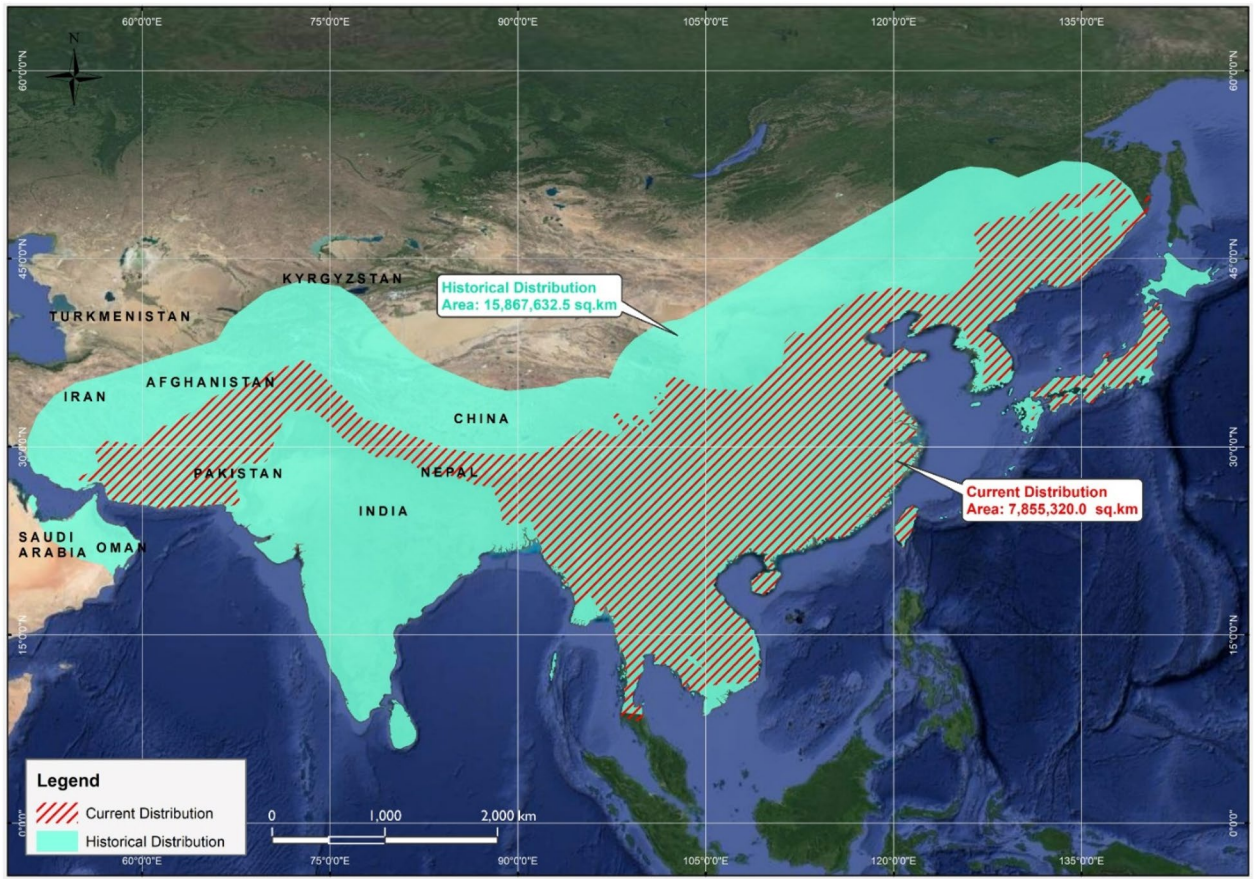 60°0'0"E 75°0'0"E 90°0'0"E 105°0'0"E 120°0'0"E 135°0'0"E
N
60°0'0"N
60°0'0"N
45°0'0"N
45°0'0"N
KYRGYZSTAN
Historical Distribution
Area: 15,867,632.5 sq.km
TURKMENISTAN
AFGHANISTAN
IRAN
CHINA
30°0'0"N
30°0'0"N
PAKISTAN
NEPAL
Current Distribution
Area: 7,855,320.0 sq.km
INDIA
SAUDI
ARABIA
OMAN
15°0'0"N
15°0'0"N
Legend
Current Distribution
Historical Distribution
0 1,000 2,000 km
0°0'0"
0°0'0"
60°0'0"E 75°0'0"E 90°0'0"E 105°0'0"E 120°0'0"E 135°0'0"E